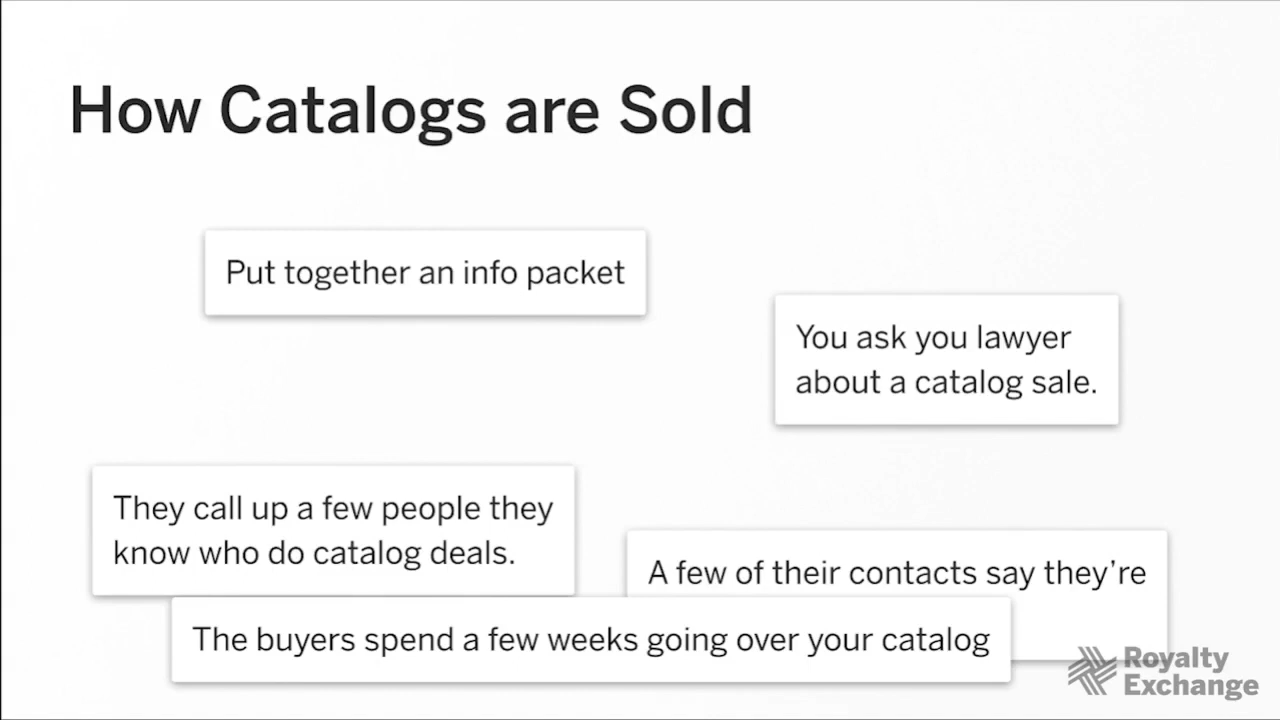 How Catalogs are Sold
Put together an info packet
You ask you lawyer
about a catalog sale.
They call up a few people they
know who do catalog deals.
A few of their contacts say they’re
The buyers spend a few weeks going over your catalog
Royalty
Exchange